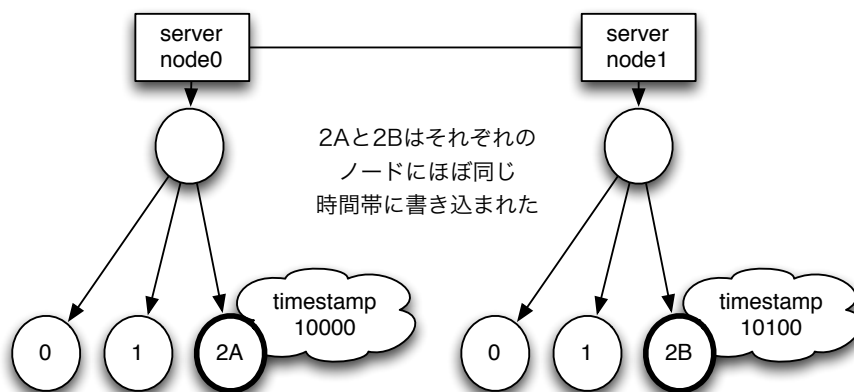 server
node0
server
node1
2Aと2Bはそれぞれの
ノードにほぼ同じ
時間帯に書き込まれた
timestamp
10000
timestamp
10100
0
1
2A
0
1
2B